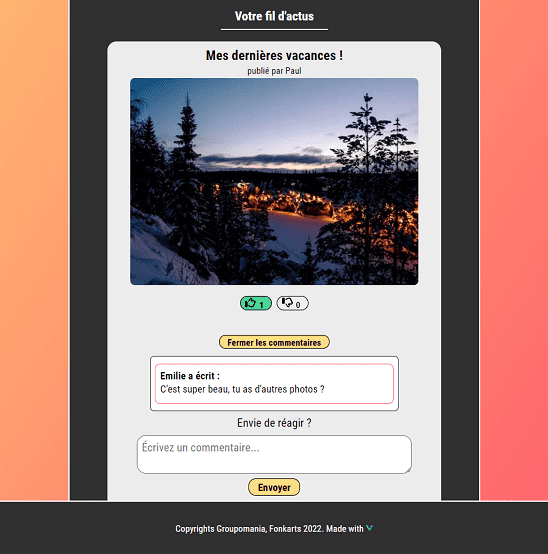 Votre fil d'actus
Mes dernières vacances !
publié par Paul
1 0
Fermer les commentaires
Emilie a écrit :
C'est super beau, tu as d'autres photos ?
Envie de réagir ?
Écrivez un commentaire...
Envoyer
Copyrights Groupomania, Fonkarts 2022. Made with